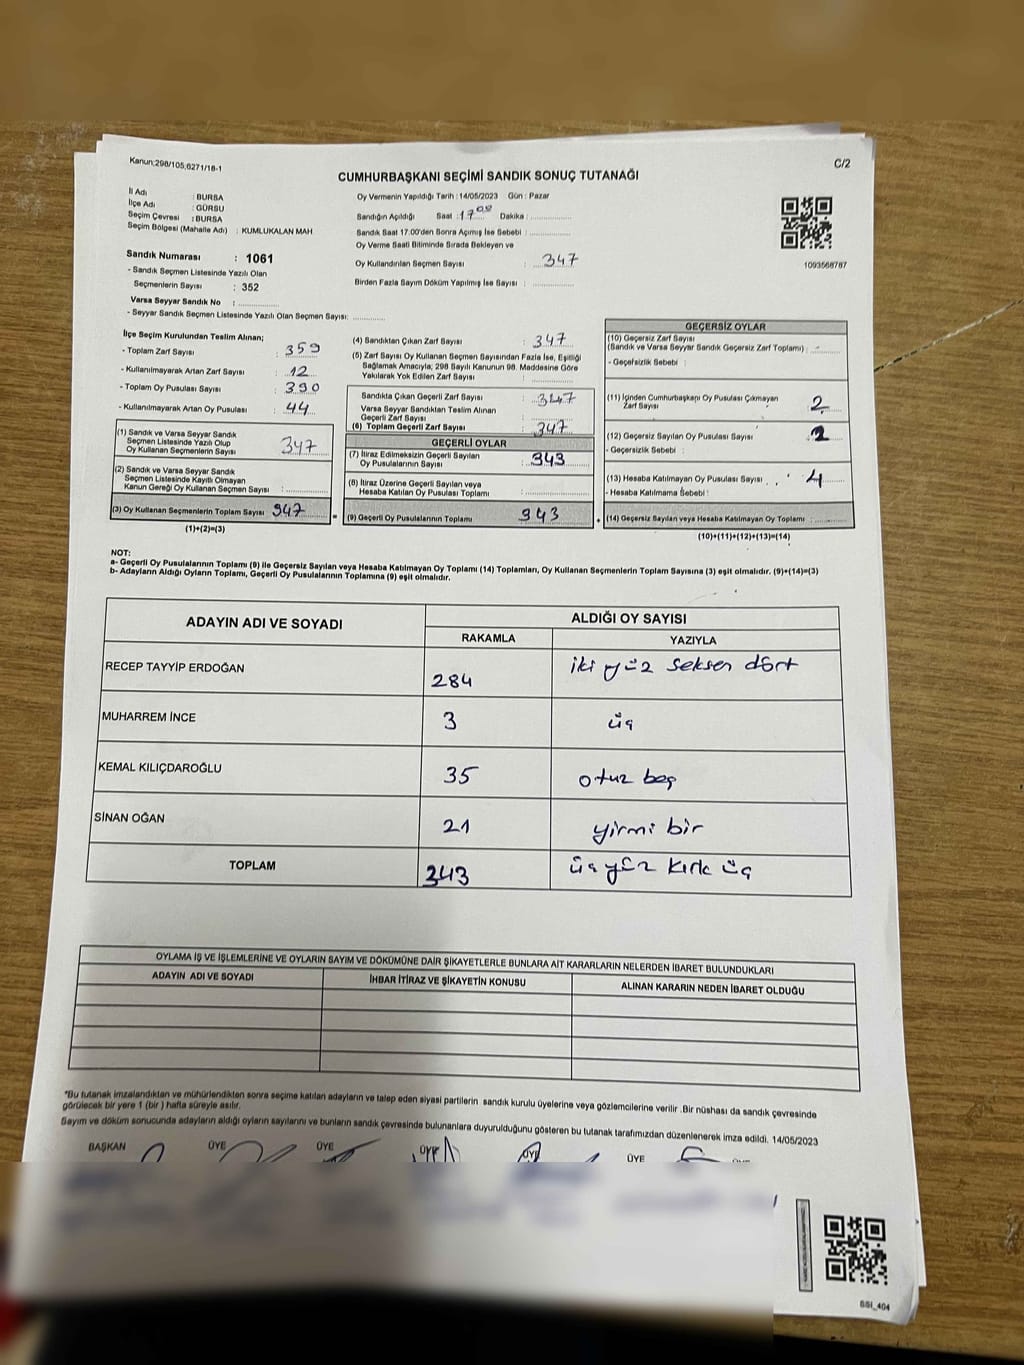 Kanun;298/105;6271/18-1
C/2
CUMHURBAŞKANI SEÇİMİ SANDIK SONUÇ TUTANAĞI
İl Adı : BURSA
İlçe Adı : GÜRSU
Seçim Çevresi : BURSA
Seçim Bölgesi (Mahalle Adı) : KUMLUKALAN MAH
Sandık Numarası : 1061
- Sandık Seçmen Listesinde Yazılı Olan
Seçmenlerin Sayısı : 352
Varsa Seyyar Sandık No : ..............
- Seyyar Sandık Seçmen Listesinde Yazılı Olan Seçmen Sayısı: ............
Oy Vermenin Yapıldığı Tarih : 14/05/2023 Gün : Pazar
Sandığın Açıldığı Saat : 17 00 Dakika : ..............
Sandık Saat 17.00'den Sonra Açımış İse Sebebi : ..............
Oy Verme Saati Bitiminde Sırada Bekleyen ve
Oy Kullandırılan Seçmen Sayısı : 347
Birden Fazla Sayım Döküm Yapılmış İse Sayısı : ..............
1093568787
İlçe Seçim Kurulundan Teslim Alınan;
- Toplam Zarf Sayısı : 359
- Kullanılmayarak Artan Zarf Sayısı : 12
- Toplam Oy Pusulası Sayısı : 390
- Kullanılmayarak Artan Oy Pusulası : 44
(1) Sandık ve Varsa Seyyar Sandık
Seçmen Listesinde Yazılı Olup
Oy Kullanan Seçmenlerin Sayısı : 347
(2) Sandık ve Varsa Seyyar Sandık
Seçmen Listesinde Kayıtlı Olmayan
Kanun Gereği Oy Kullanan Seçmen Sayısı : ..............
(3) Oy Kullanan Seçmenlerin Toplam Sayısı 347
(1)+(2)=(3)
(4) Sandıktan Çıkan Zarf Sayısı : 347
(5) Zarf Sayısı Oy Kullanan Seçmen Sayısından Fazla İse, Eşitliği
Sağlamak Amacıyla; 298 Sayılı Kanunun 98. Maddesine Göre
Yakılarak Yok Edilen Zarf Sayısı : ..............
Sandıkta Çıkan Geçerli Zarf Sayısı : 347
Varsa Seyyar Sandıktan Teslim Alınan
Geçerli Zarf Sayısı : ..............
(6) Toplam Geçerli Zarf Sayısı : 347
GEÇERLİ OYLAR
(7) İtiraz Edilmeksizin Geçerli Sayılan
Oy Pusulalarının Sayısı : 343
(8) İtiraz Üzerine Geçerli Sayılan veya
Hesaba Katılan Oy Pusulası Toplamı : ..............
(9) Geçerli Oy Pusulalarının Toplamı 343
GEÇERSİZ OYLAR
(10) Geçersiz Zarf Sayısı
(Sandık ve Varsa Seyyar Sandık Geçersiz Zarf Toplamı) : -
- Geçersizlik Sebebi :
(11) İçinden Cumhurbaşkanı Oy Pusulası Çıkmayan
Zarf Sayısı 2
(12) Geçersiz Sayılan Oy Pusulası Sayısı 2
- Geçersizlik Sebebi :
(13) Hesaba Katılmayan Oy Pusulası Sayısı 4
- Hesaba Katılmama Sebebi :
(14) Geçersiz Sayılan veya Hesaba Katılmayan Oy Toplamı : ........
(10)+(11)+(12)+(13)=(14)
NOT:
a- Geçerli Oy Pusulalarının Toplamı (9) ile Geçersiz Sayılan veya Hesaba Katılmayan Oy Toplamı (14) Toplamları, Oy Kullanan Seçmenlerin Toplam Sayısına (3) eşit olmalıdır. (9)+(14)=(3)
b- Adayların Aldığı Oyların Toplamı, Geçerli Oy Pusulalarının Toplamına (9) eşit olmalıdır.
ADAYIN ADI VE SOYADI ALDIĞI OY SAYISI
RAKAMLA YAZIYLA
RECEP TAYYİP ERDOĞAN 284 iki yüz seksen dört
MUHARREM İNCE 3 üç
KEMAL KILIÇDAROĞLU 35 otuz beş
SİNAN OĞAN 21 yirmi bir
TOPLAM 343 üç yüz kırk üç
OYLAMA İŞ VE İŞLEMLERİNE VE OYLARIN SAYIM VE DÖKÜMÜNE DAİR ŞİKAYETLERLE BUNLARA AİT KARARLARIN NELERDEN İBARET BULUNDUKLARI
ADAYIN ADI VE SOYADI İHBAR İTİRAZ VE ŞİKAYETİN KONUSU ALINAN KARARIN NEDEN İBARET OLDUĞU
*Bu tutanak imzalandıktan ve mühürlendikten sonra seçime katılan adayların ve talep eden siyasi partilerin sandık kurulu üyelerine veya gözlemcilerine verilir .Bir nüshası da sandık çevresinde
görülecek bir yere 1 (bir ) hafta süreyle asılır.
Sayım ve döküm sonucunda adayların aldığı oyların sayılarını ve bunların sandık çevresinde bulunanlara duyurulduğunu gösteren bu tutanak tarafımızdan düzenlenerek imza edildi. 14/05/2023
BAŞKAN ÜYE ÜYE ÜYE ÜYE ÜYE
SSI_404